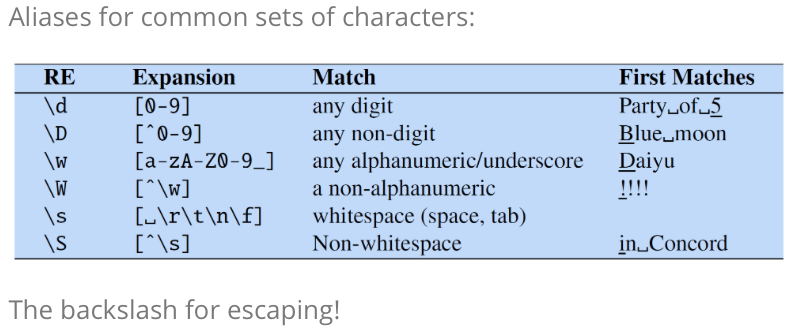 Aliases for common sets of characters:
RE Expansion Match First Matches
\d [0-9] any digit Party␣of␣5
\D [^0-9] any non-digit Blue␣moon
\w [a-zA-Z0-9_] any alphanumeric/underscore Daiyu
\W [^\w] a non-alphanumeric !!!!
\s [␣\r\t\n\f] whitespace (space, tab)
\S [^\s] Non-whitespace in␣Concord
The backslash for escaping!